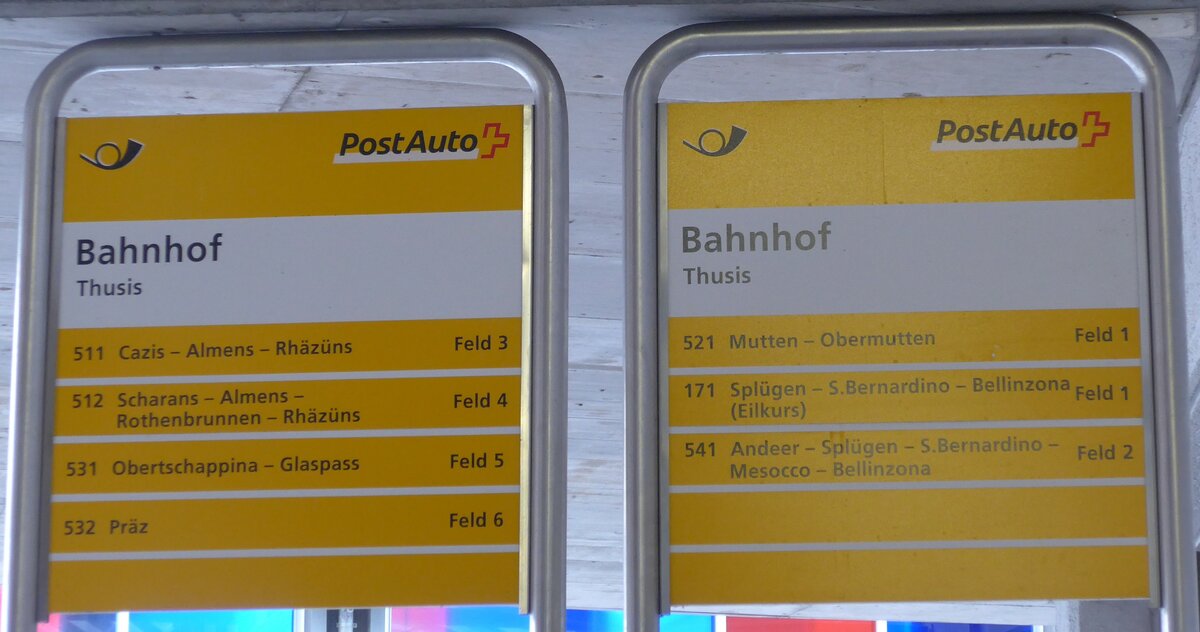 PostAuto
Bahnhof
Thusis
511 Cazis – Almens – Rhäzüns Feld 3
512 Scharans – Almens – Feld 4
Rothenbrunnen – Rhäzüns
531 Obertschappina – Glaspass Feld 5
532 Präz Feld 6
PostAuto
Bahnhof
Thusis
521 Mutten – Obermutten Feld 1
171 Splügen – S.Bernardino – Bellinzona Feld 1
(Eilkurs)
541 Andeer – Splügen – S.Bernardino – Feld 2
Mesocco – Bellinzona